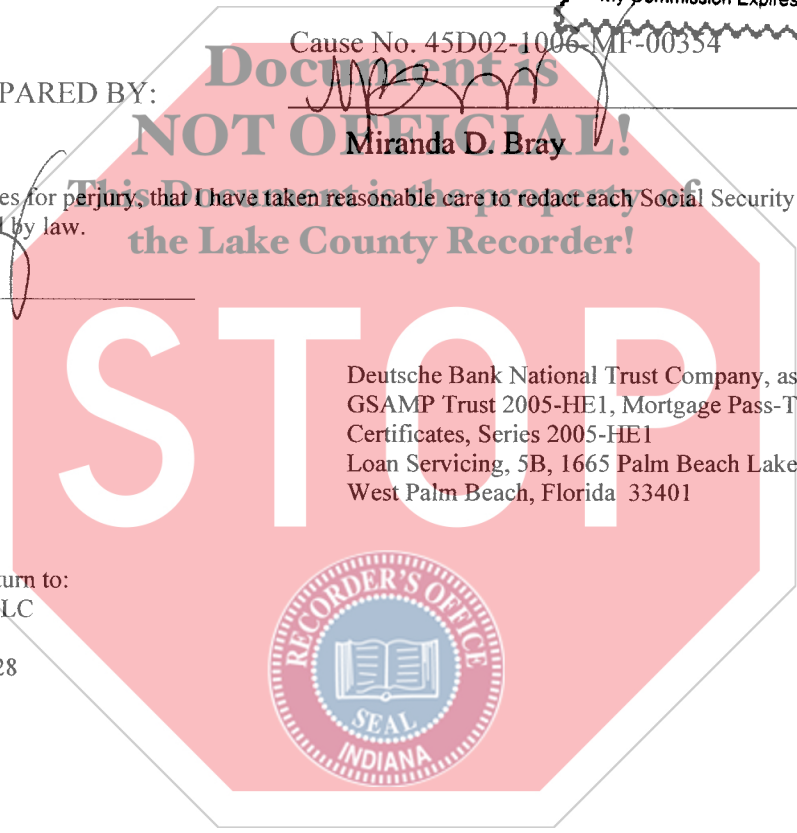 My Commission Expires
Cause No. 45D02-1006-MF-00354
Document is
PARED BY:
NOT OFFICIAL!
Miranda D. Bray
es for perjury, that I have taken reasonable care to redact each Social Security
This Document is the property of
by law.
the Lake County Recorder!
STOP
Deutsche Bank National Trust Company, as
GSAMP Trust 2005-HE1, Mortgage Pass-T
Certificates, Series 2005-HE1
Loan Servicing, 5B, 1665 Palm Beach Lake
West Palm Beach, Florida 33401
turn to:
LC
28
RECORDER'S OFFICE
SEAL
INDIANA